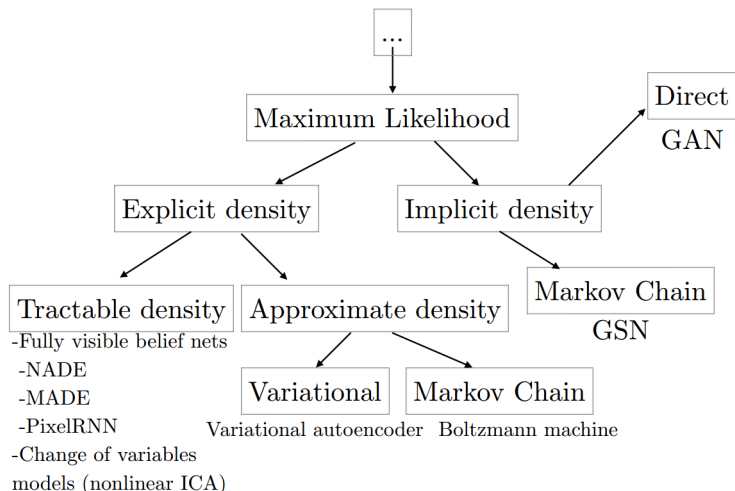 ...
Maximum Likelihood
Direct
GAN
Explicit density
Implicit density
Tractable density
-Fully visible belief nets
-NADE
-MADE
-PixelRNN
-Change of variables
models (nonlinear ICA)
Approximate density
Variational
Variational autoencoder
Markov Chain
Boltzmann machine
Markov Chain
GSN